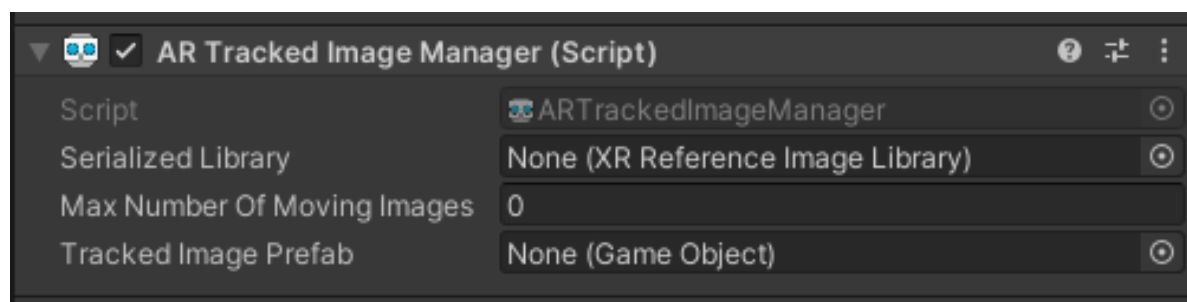 AR Tracked Image Manager (Script)
Script ARTrackedImageManager
Serialized Library None (XR Reference Image Library)
Max Number Of Moving Images 0
Tracked Image Prefab None (Game Object)